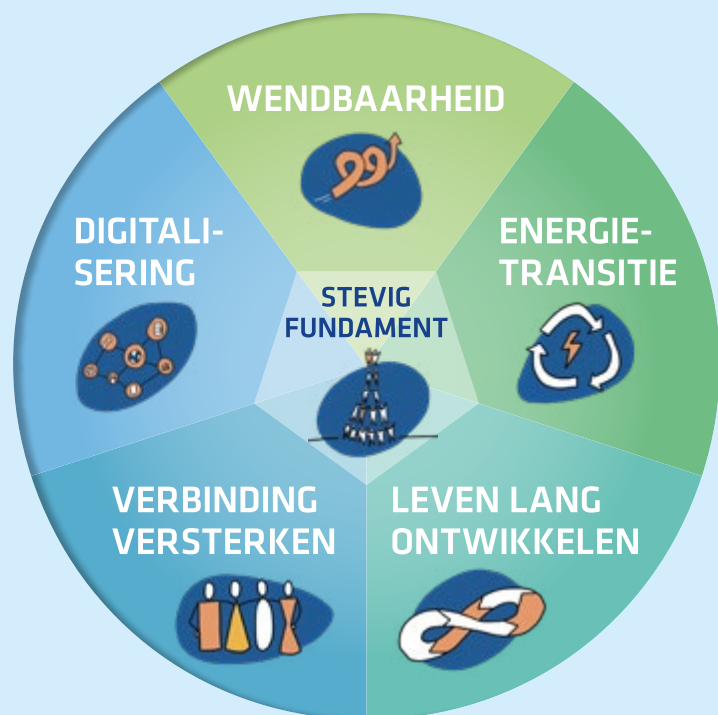 WENDBAARHEID
DIGITALI-
SERING
ENERGIE-
TRANSITIE
STEVIG
FUNDAMENT
VERBINDING
VERSTERKEN
LEVEN LANG
ONTWIKKELEN